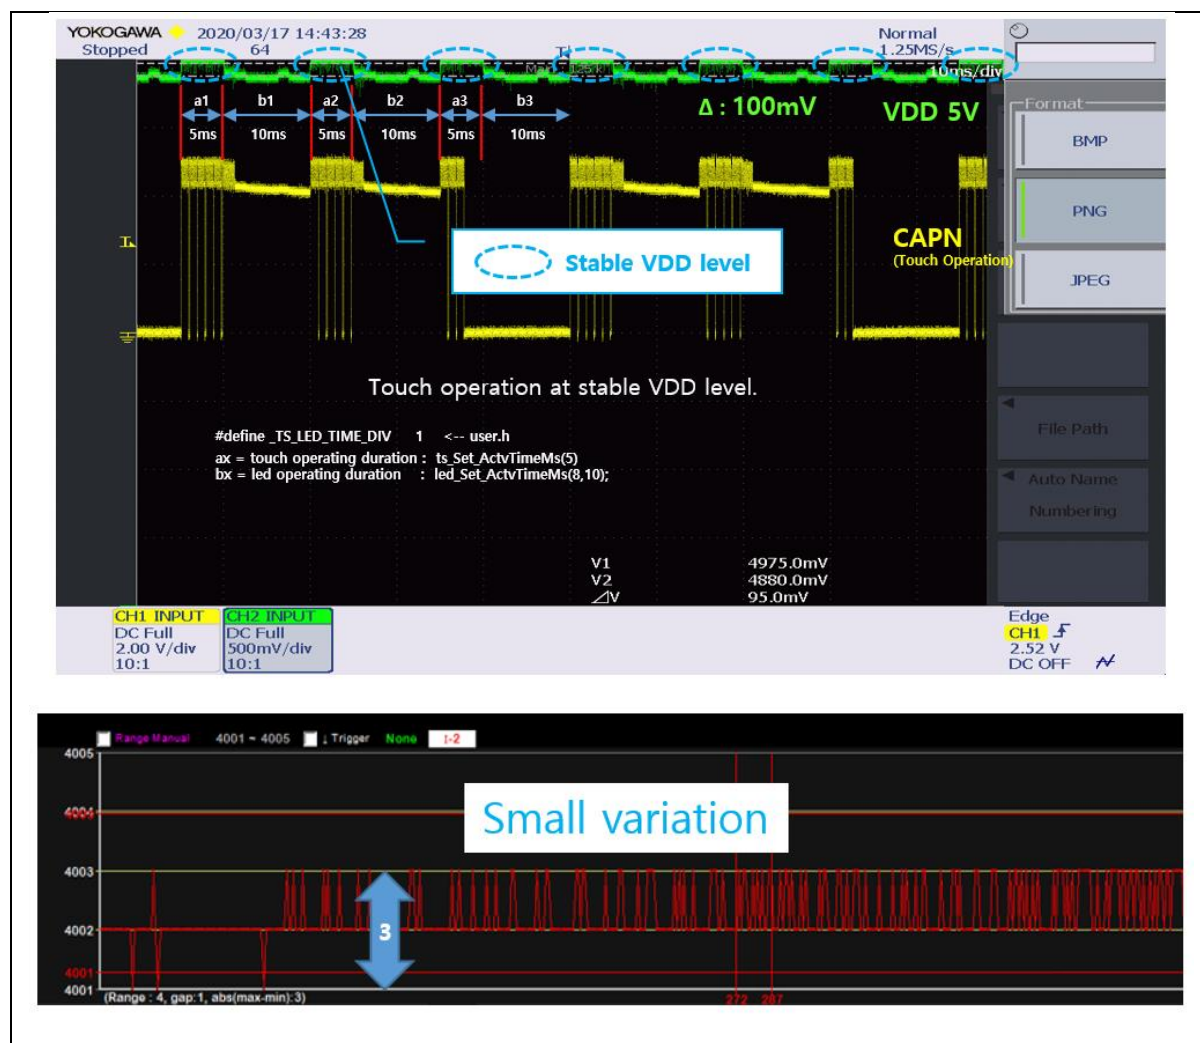 YOKOGAWA 2020/03/17 14:43:28 Normal
Stopped 64 1.25MS/s
10ms/div
a1 b1 a2 b2 a3 b3
5ms 10ms 5ms 10ms 5ms 10ms
Δ : 100mV VDD 5V
Format
BMP
PNG
JPEG
CAPN
(Touch Operation)
Stable VDD level
Touch operation at stable VDD level.
#define _TS_LED_TIME_DIV 1 <-- user.h
ax = touch operating duration : ts_Set_ActvTimeMs(5)
bx = led operating duration : led_Set_ActvTimeMs(8,10);
File Path
Auto Name
Numbering
V1 4975.0mV
V2 4880.0mV
⊿V 95.0mV
CH1 INPUT
DC Full
2.00 V/div
10:1
CH2 INPUT
DC Full
500mV/div
10:1
Edge
CH1
2.52 V
DC OFF
Range Manual 4001 ~ 4005 ↓ Trigger None
4005
Small variation
4003
4002
3
4001
4001
(Range : 4, gap:1, abs(max-min):3)
272 287